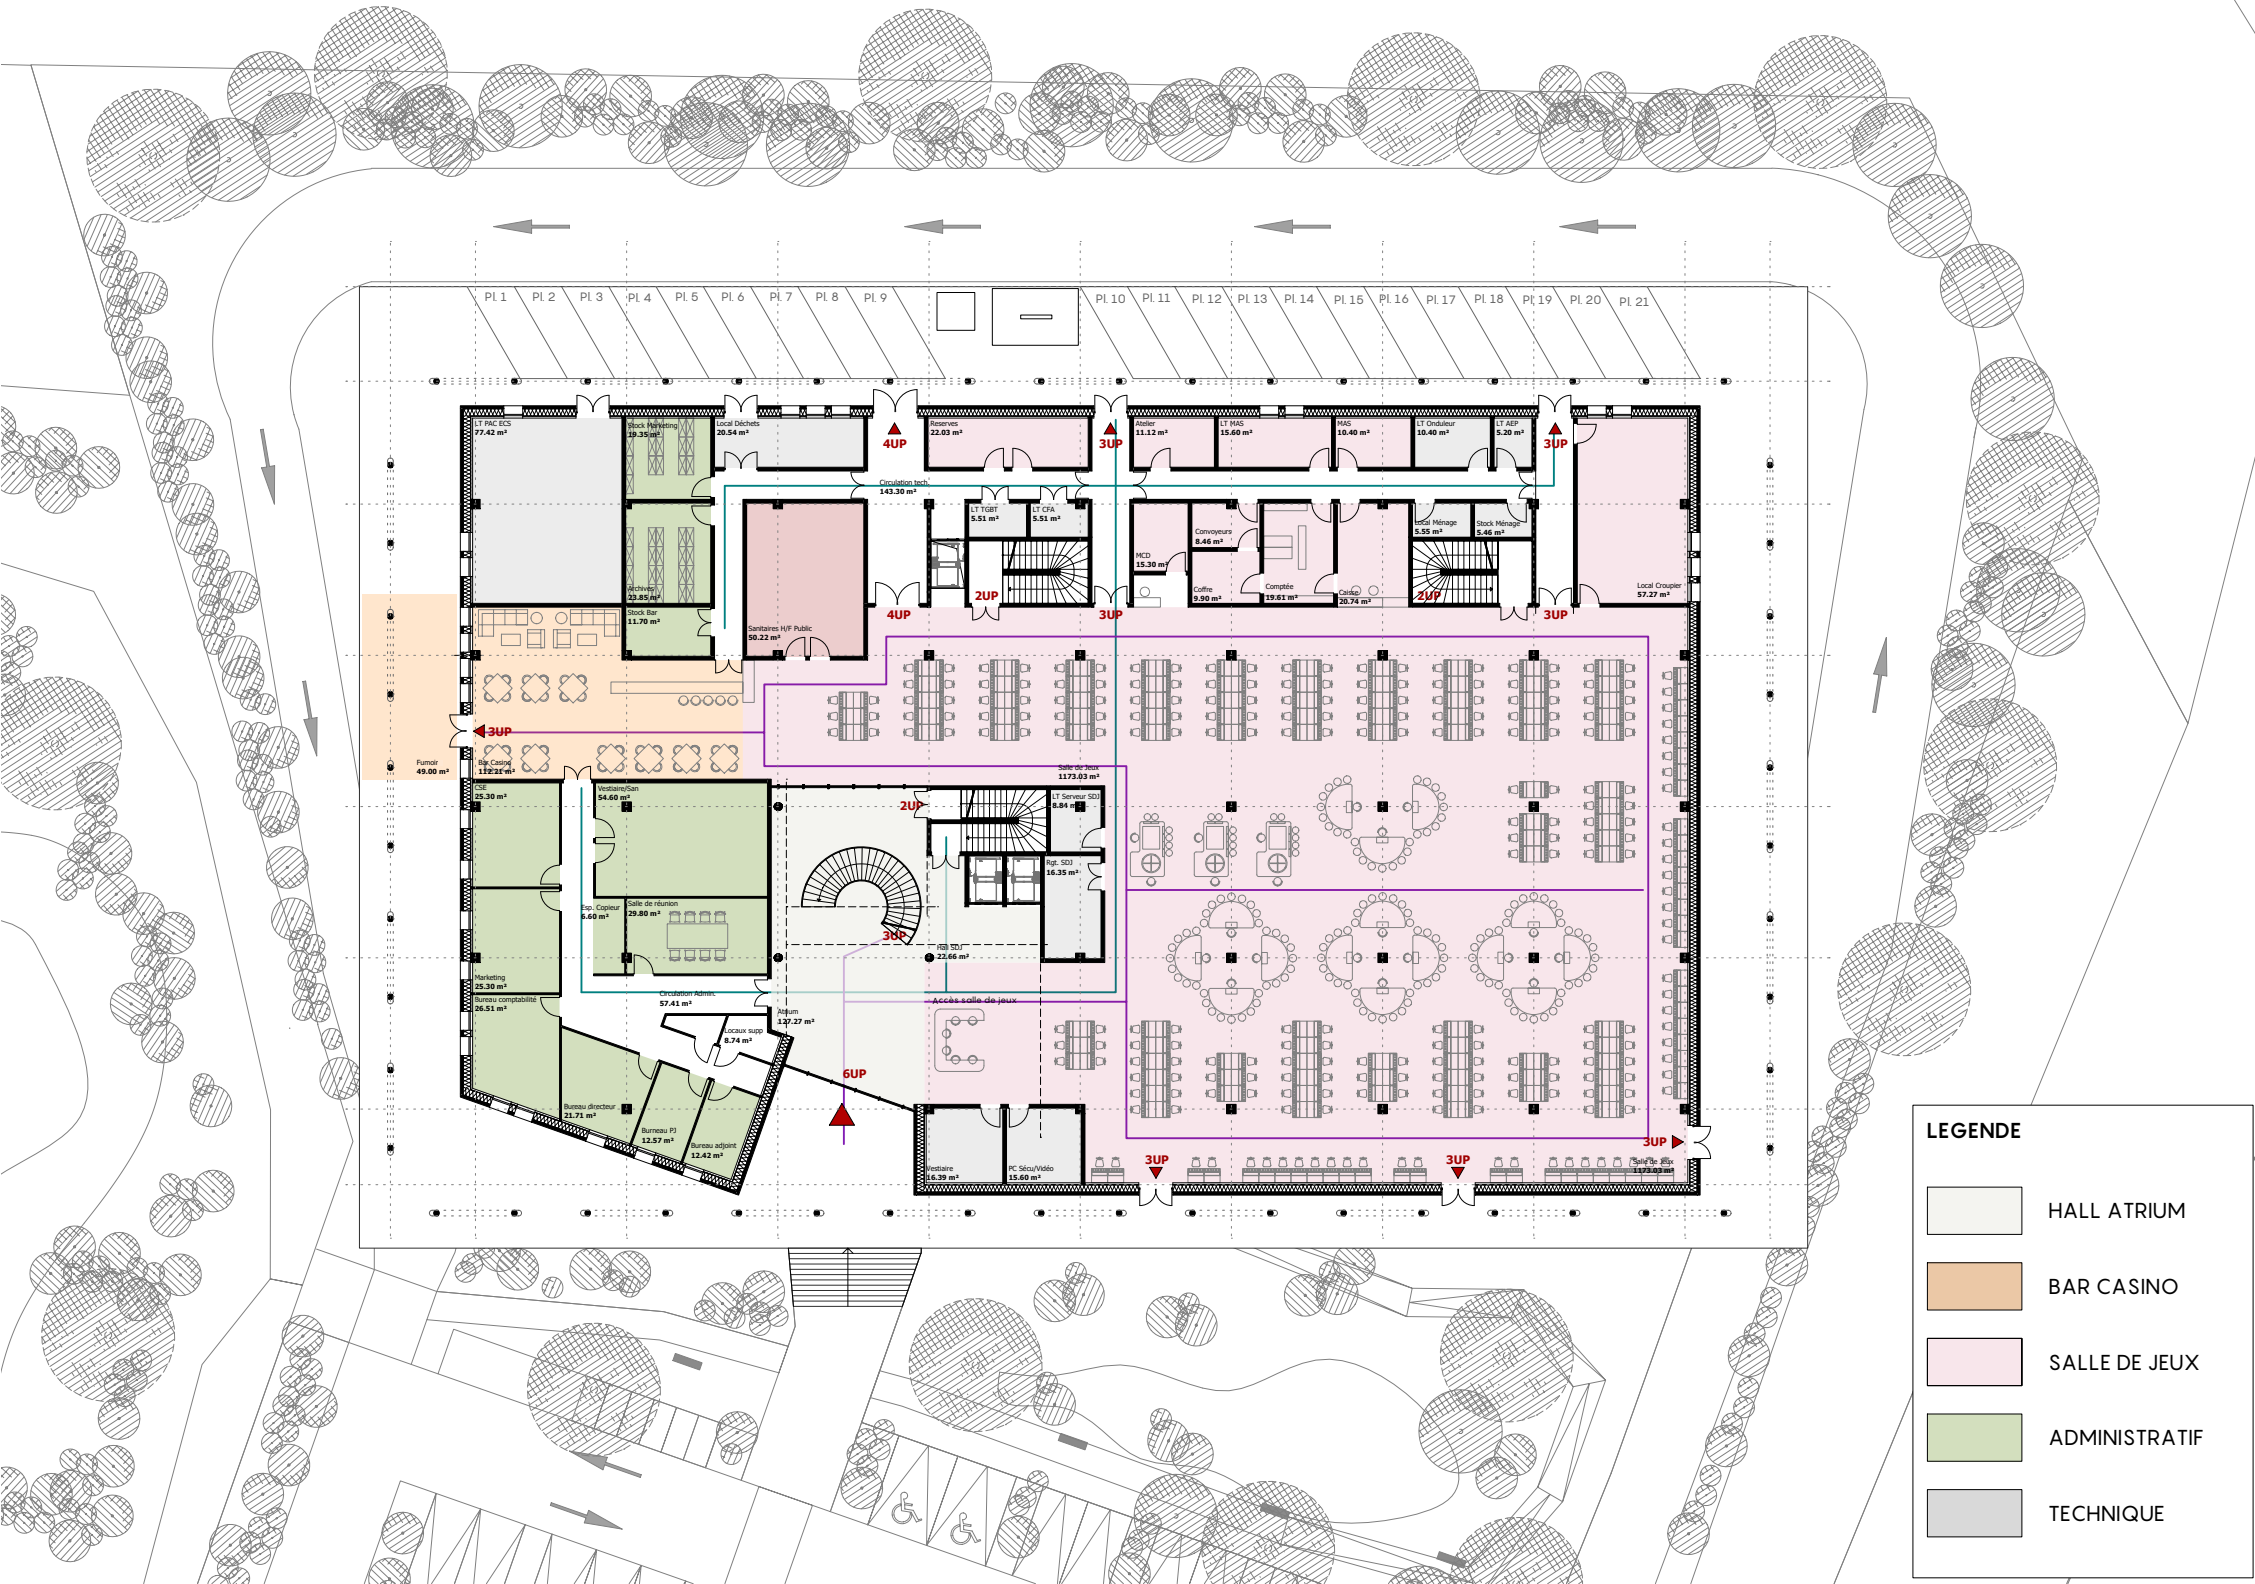 Pl. 1
Pl. 2
Pl. 3
Pl. 4
Pl. 5
Pl. 6
Pl. 7
Pl. 8
Pl. 9
Pl. 10
Pl. 11
Pl. 12
Pl. 13
Pl. 14
Pl. 15
Pl. 16
Pl. 17
Pl. 18
Pl. 19
Pl. 20
Pl. 21
LT PAC ECS
77.42 m²
Stock Marketing
19.35 m²
Local Déchets
20.54 m²
4UP
Reserves
22.03 m²
3UP
Atelier
11.12 m²
LT MAS
15.60 m²
MAS
10.40 m²
LT Onduleur
10.40 m²
LT AEP
5.20 m²
3UP
Circulation tech.
143.30 m²
LT TGBT
5.51 m²
LT CFA
5.51 m²
Convoyeurs
8.46 m²
Local Ménage
5.55 m²
Stock Ménage
5.46 m²
MCD
15.30 m²
Archives
23.85 m²
Coffre
9.90 m²
Comptée
19.61 m²
Caisse
20.74 m²
Local Croupier
57.27 m²
2UP
2UP
Stock Bar
11.70 m²
4UP
3UP
3UP
Sanitaires H/F Public
50.22 m²
3UP
Fumoir
49.00 m²
Bar Casino
112.21 m²
Salle de Jeux
1173.03 m²
CSE
25.30 m²
Vestiaire/San
54.60 m²
2UP
LT Serveur SDJ
8.84 m²
Rgt. SDJ
16.35 m²
Esp. Copieur
6.60 m²
Salle de réunion
29.80 m²
3UP
Hall SDJ
22.66 m²
Marketing
25.30 m²
Bureau comptabilité
26.51 m²
Circulation Admin.
57.41 m²
Accès salle de jeux
Atrium
127.27 m²
Locaux supp
8.74 m²
6UP
Bureau directeur
21.71 m²
Burneau PJ
12.57 m²
Bureau adjoint
12.42 m²
Vestiaire
16.39 m²
PC Sécu/Vidéo
15.60 m²
3UP
3UP
3UP
Salle de Jeux
1173.03 m²
LEGENDE
HALL ATRIUM
BAR CASINO
SALLE DE JEUX
ADMINISTRATIF
TECHNIQUE